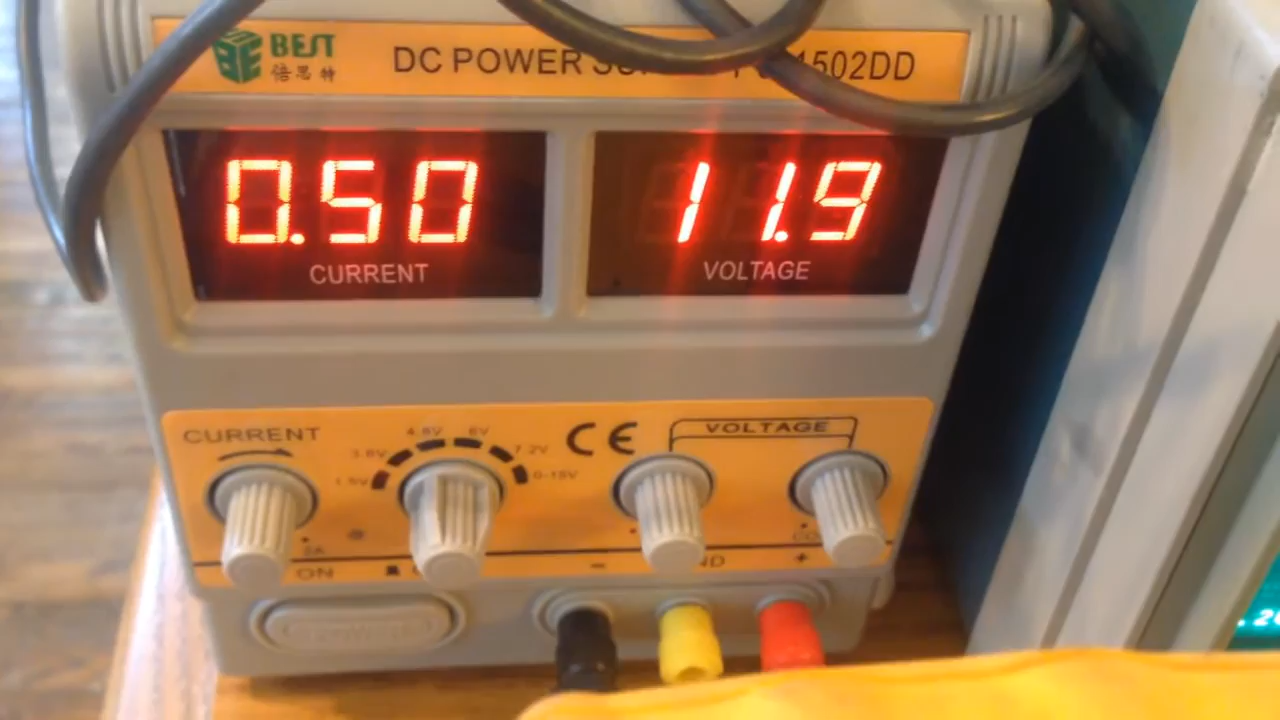 BEST
倍思特
DC POWER 1502DD
0.50
11.9
CURRENT
VOLTAGE
CURRENT
4.8V
6V
3.6V
7.2V
1.5V
0-15V
CE
VOLTAGE
2A
ON
-
ND
+